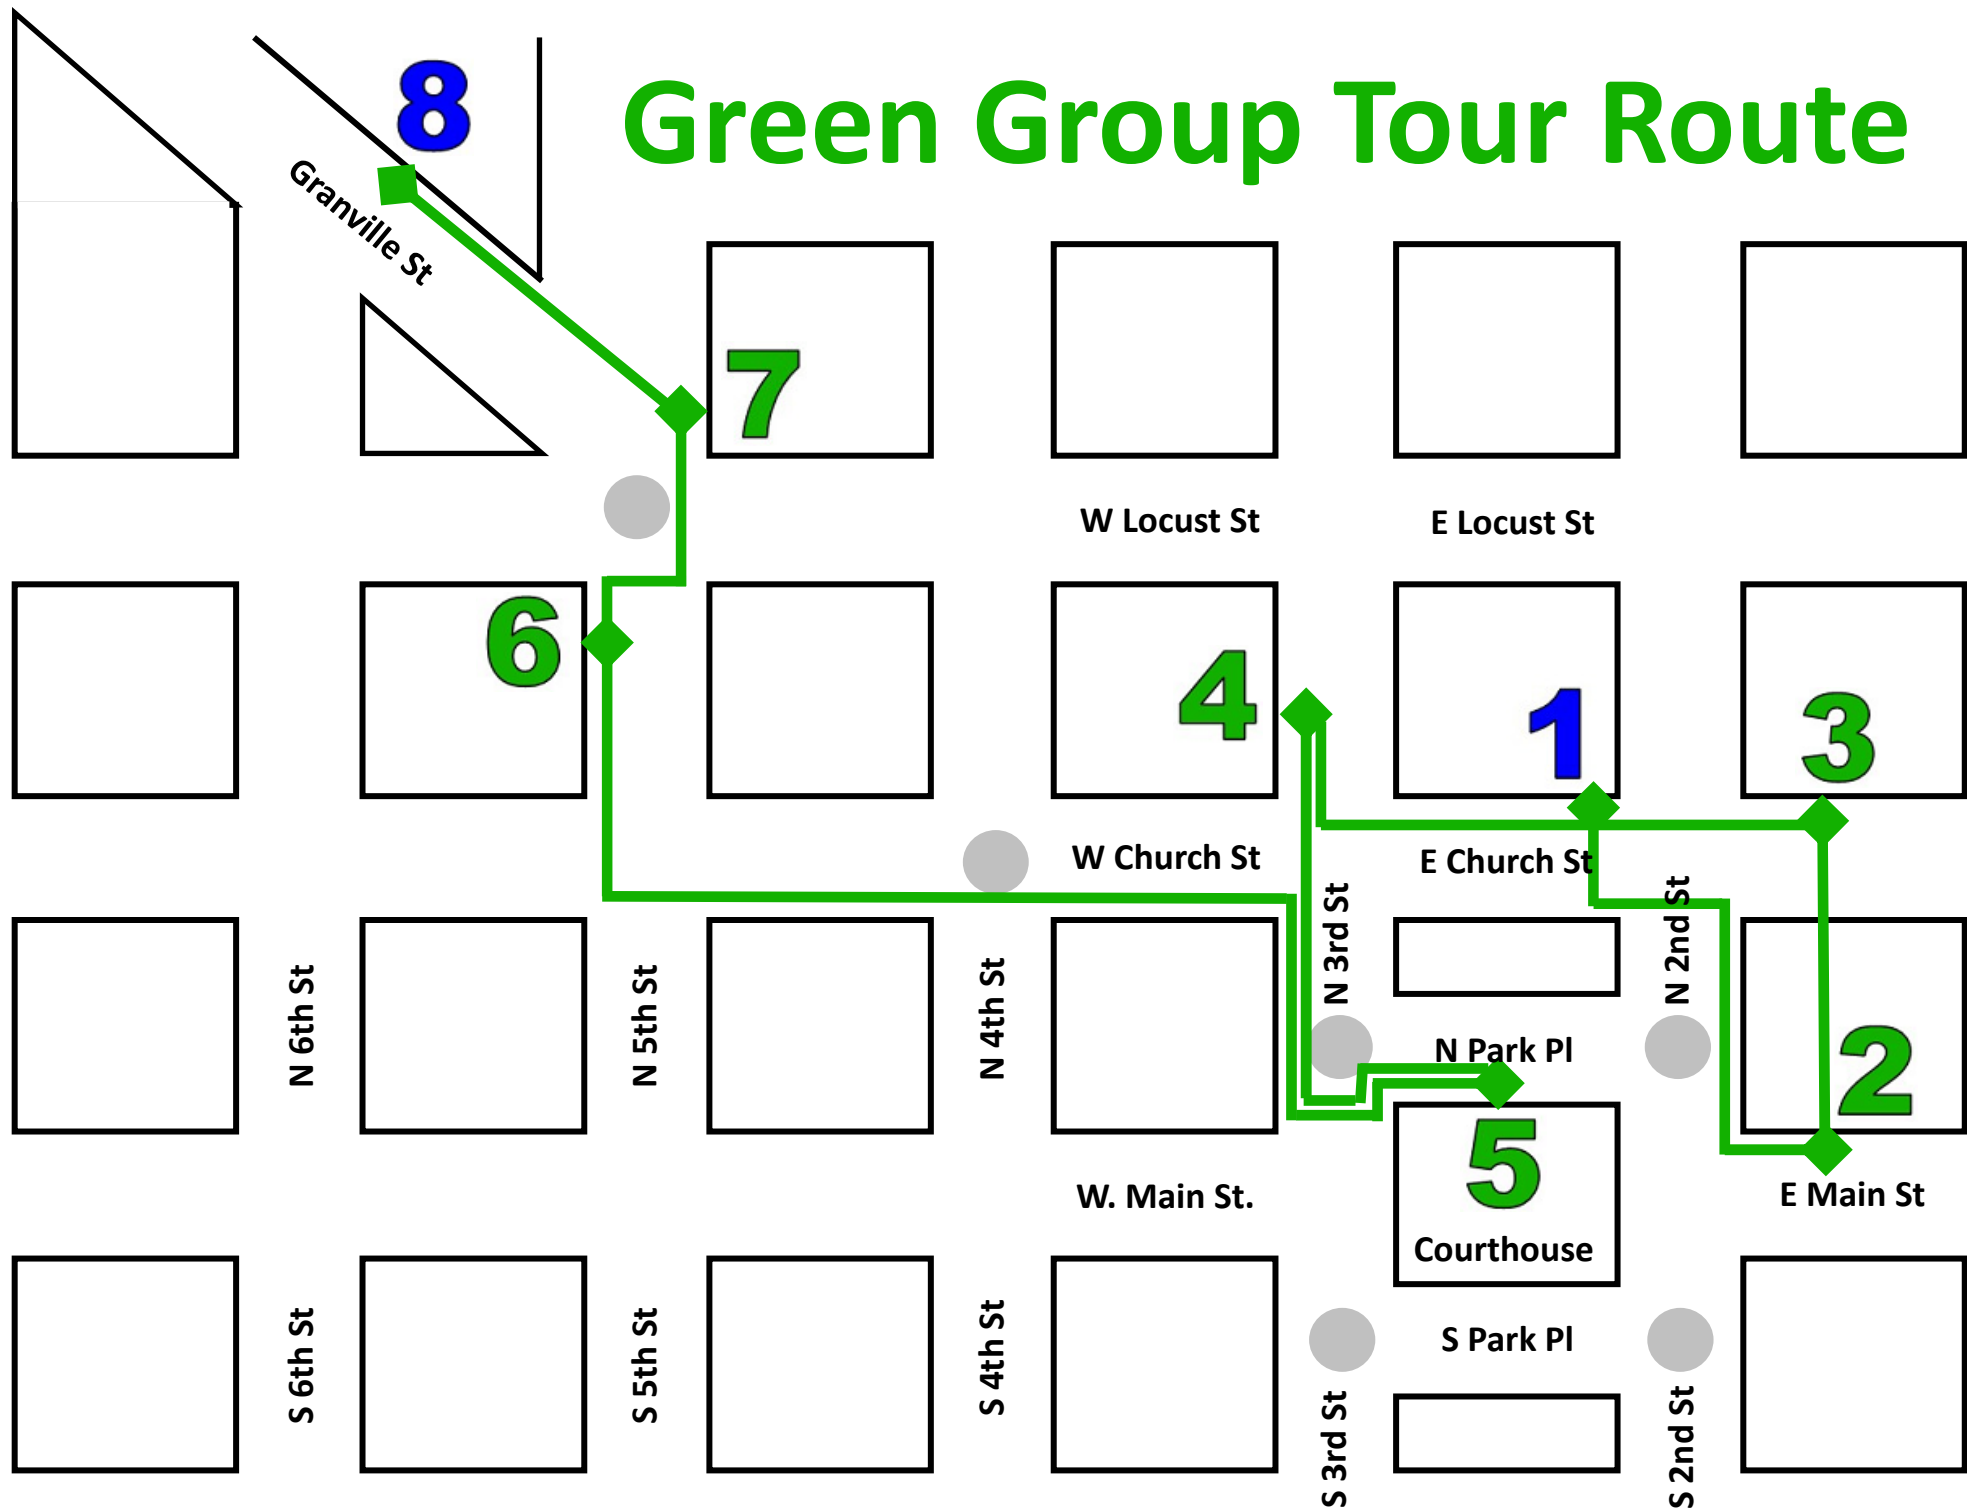 8
Green Group Tour Route
Granville St
7
W Locust St
E Locust St
6
4
1
3
W Church St
E Church St
N 6th St
N 5th St
N 4th St
N 3rd St
N 2nd St
N Park Pl
2
5
W. Main St.
E Main St
Courthouse
S Park Pl
S 6th St
S 5th St
S 4th St
S 3rd St
S 2nd St